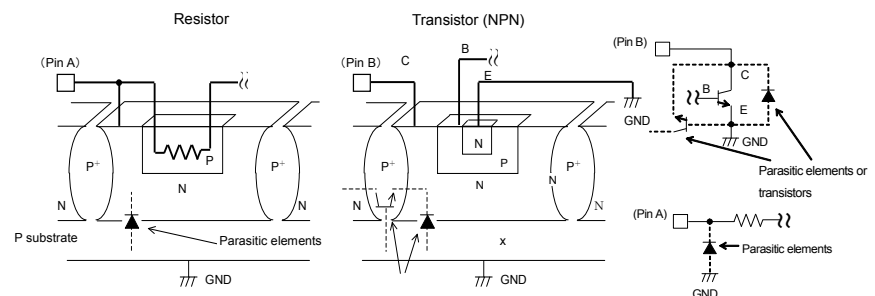 Resistor
Transistor (NPN)
(Pin A)
(Pin B)
C
B
E
GND
P+
P
N
P+
N
N
P substrate
Parasitic elements
GND
P+
N
P
N
N
P+
N
N
x
GND
(Pin B)
C
B
E
GND
Parasitic elements or
transistors
(Pin A)
Parasitic elements
GND